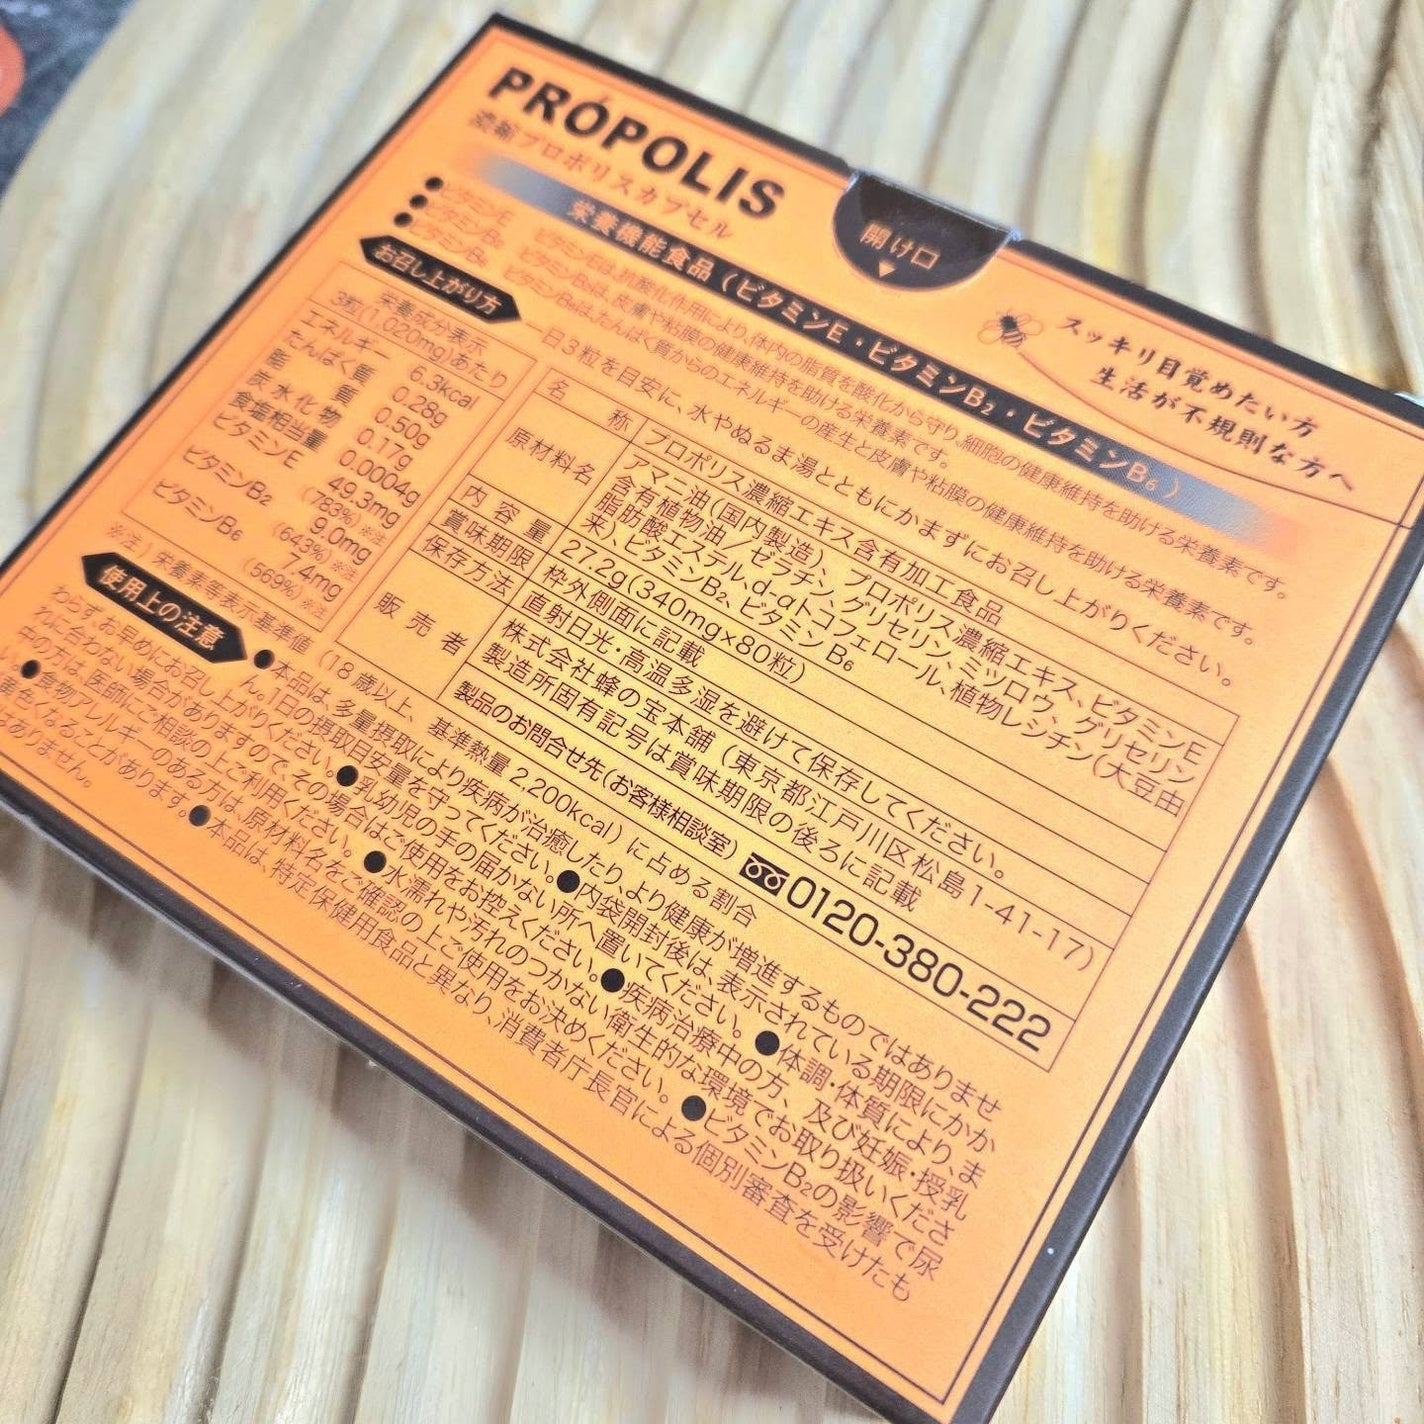 PRÓPOLIS
濃縮プロポリスカプセル
開け口
スッキリ目覚めたい方
生活が不規則な方へ
栄養機能食品（ビタミンE・ビタミンB₂・ビタミンB₆）
●ビタミンE ビタミンEは、抗酸化作用により、体内の脂質を酸化から守り、細胞の健康維持を助ける栄養素です。
●ビタミンB₂ ビタミンB₂は、皮膚や粘膜の健康維持を助ける栄養素です。
●ビタミンB₆ ビタミンB₆は、たんぱく質からのエネルギーの産生と皮膚や粘膜の健康維持を助ける栄養素です。
お召し上がり方 一日3粒を目安に、水やぬるま湯とともにかまずにお召し上がりください。
栄養成分表示
3粒(1,020mg)あたり
エネルギー 6.3kcal
たんぱく質 0.28g
脂質 0.50g
炭水化物 0.17g
食塩相当量 0.0004g
ビタミンE 49.3mg
(783%)※注
ビタミンB₂ 9.0mg
(643%)※注
ビタミンB₆ 7.4mg
(569%)※注
名称 プロポリス濃縮エキス含有加工食品
原材料名 アマニ油(国内製造)、プロポリス濃縮エキス、ビタミンE
含有植物油／ゼラチン、グリセリン、ミツロウ、グリセリン
脂肪酸エステル、d-αトコフェロール、植物レシチン(大豆由
来)、ビタミンB₂、ビタミンB₆
内容量 27.2g(340mg×80粒)
賞味期限 枠外側面に記載
保存方法 直射日光・高温多湿を避けて保存してください。
販売者 株式会社蜂の宝本舗（東京都江戸川区松島1-41-17）
製造所固有記号は賞味期限の後ろに記載
製品のお問合せ先(お客様相談室) 0120-380-222
※注）栄養素等表示基準値（18歳以上、基準熱量2,200kcal）に占める割合
使用上の注意 ●本品は、多量摂取により疾病が治癒したり、より健康が増進するものではありませ
ん。1日の摂取目安量を守ってください。●内袋開封後は、表示されている期限にかか
わらず、お早めにお召し上がりください。●乳幼児の手の届かない所へ置いてください。●体調・体質により、ま
れに合わない場合がありますので、その場合はご使用をお控えください。●疾病治療中の方、及び妊娠・授乳
中の方は、医師にご相談の上ご利用ください。●水濡れや汚れのつかない衛生的な環境でお取り扱いくださ
い。●食物アレルギーのある方は、原材料名をご確認の上ご使用をお決めください。●ビタミンB₂の影響で尿
が黄色くなることがあります。●本品は、特定保健用食品と異なり、消費者庁長官による個別審査を受けたも
のではありません。